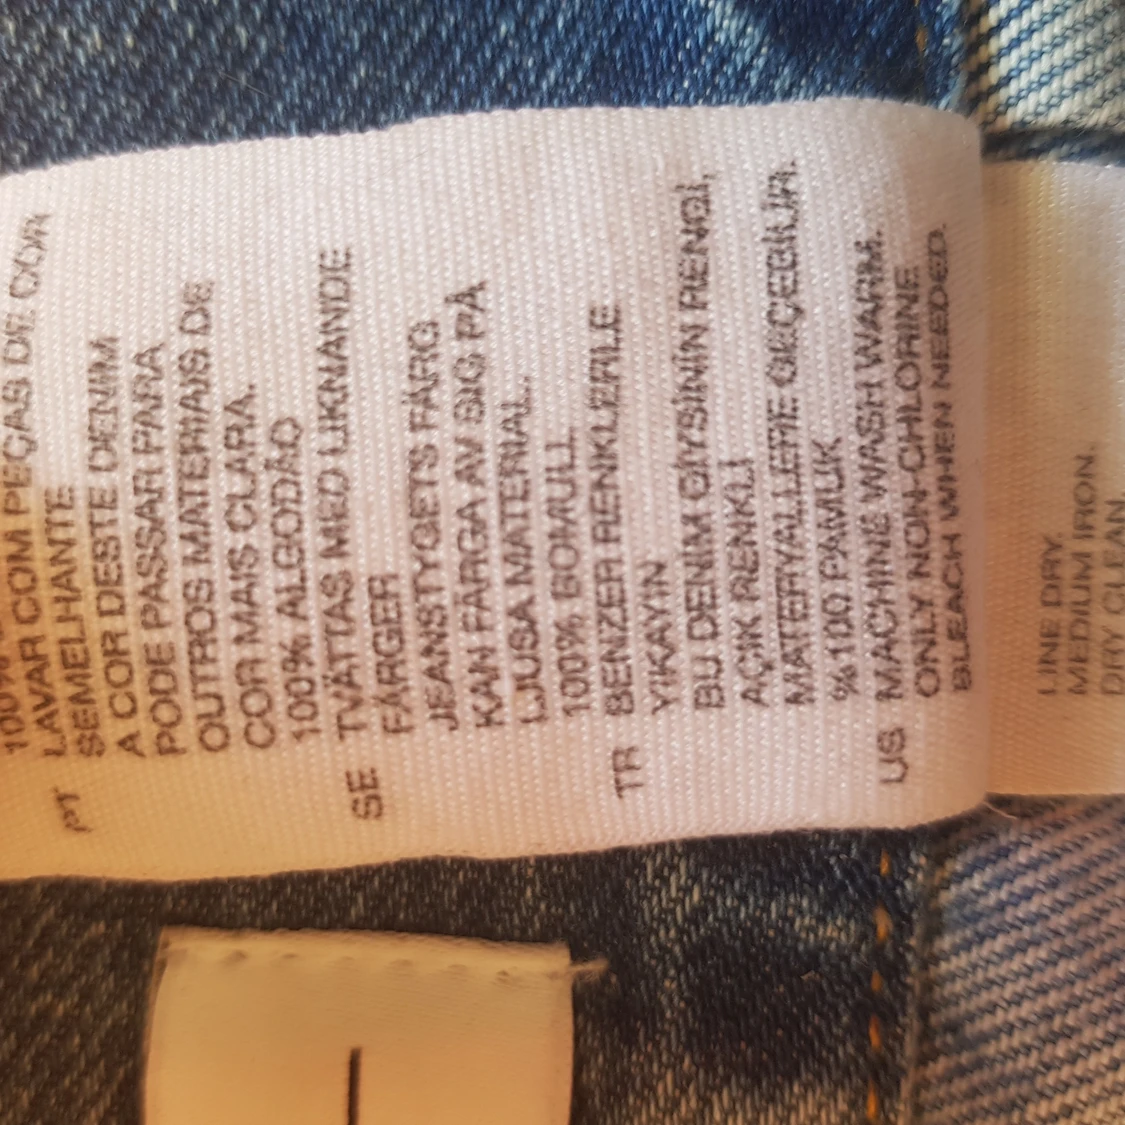 100%
PT LAVAR COM PEÇAS DE COR
SEMELHANTE
A COR DESTE DENIM
PODE PASSAR PARA
OUTROS MATERIAIS DE
COR MAIS CLARA.
100% ALGODÃO
SE TVÄTTAS MED LIKNANDE
FÄRGER
JEANSTYGETS FÄRG
KAN FÄRGA AV SIG PÅ
LJUSA MATERIAL.
100% BOMULL
TR BENZER RENKLERLE
YIKAYIN
BU DENIM GİYSİNİN RENGİ,
AÇIK RENKLİ
MATERYALLERE GEÇEBİLİR.
%100 PAMUK
US MACHINE WASH WARM.
ONLY NON-CHLORINE
BLEACH WHEN NEEDED.
LINE DRY.
MEDIUM IRON.
DRY CLEAN